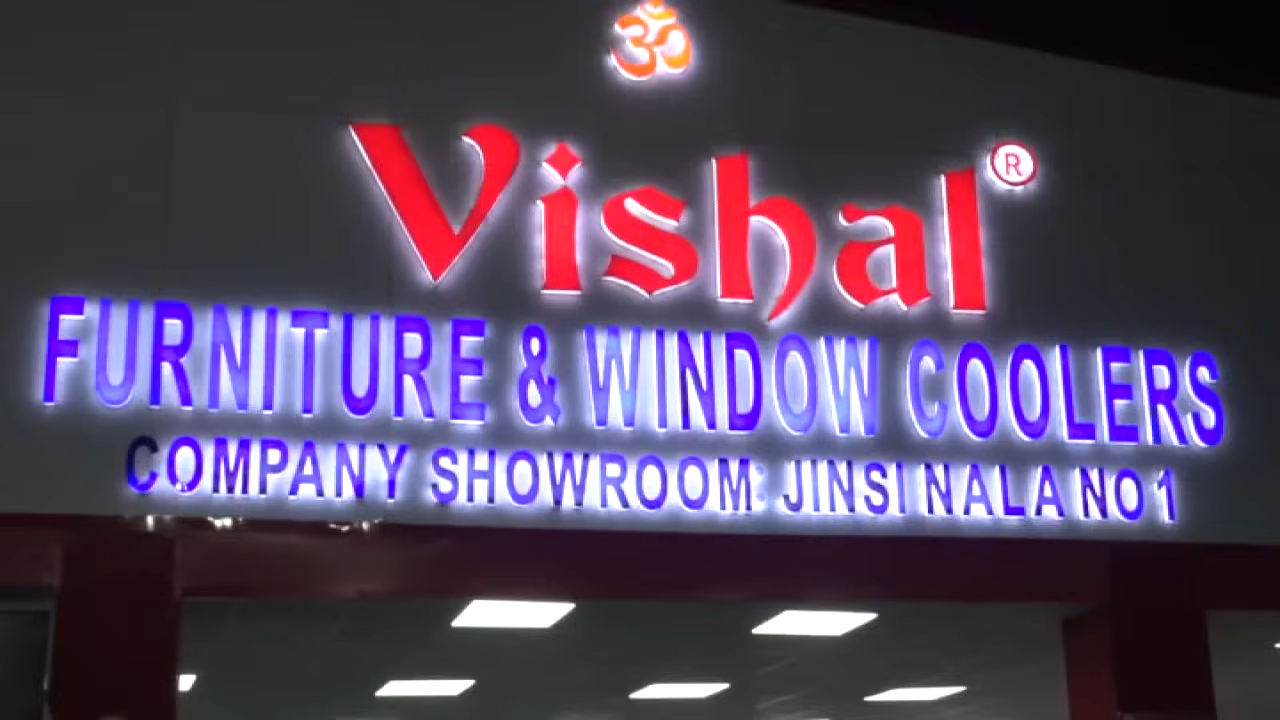 ॐ
Vishal ®
FURNITURE & WINDOW COOLERS
COMPANY SHOWROOM: JINSI NALA NO 1